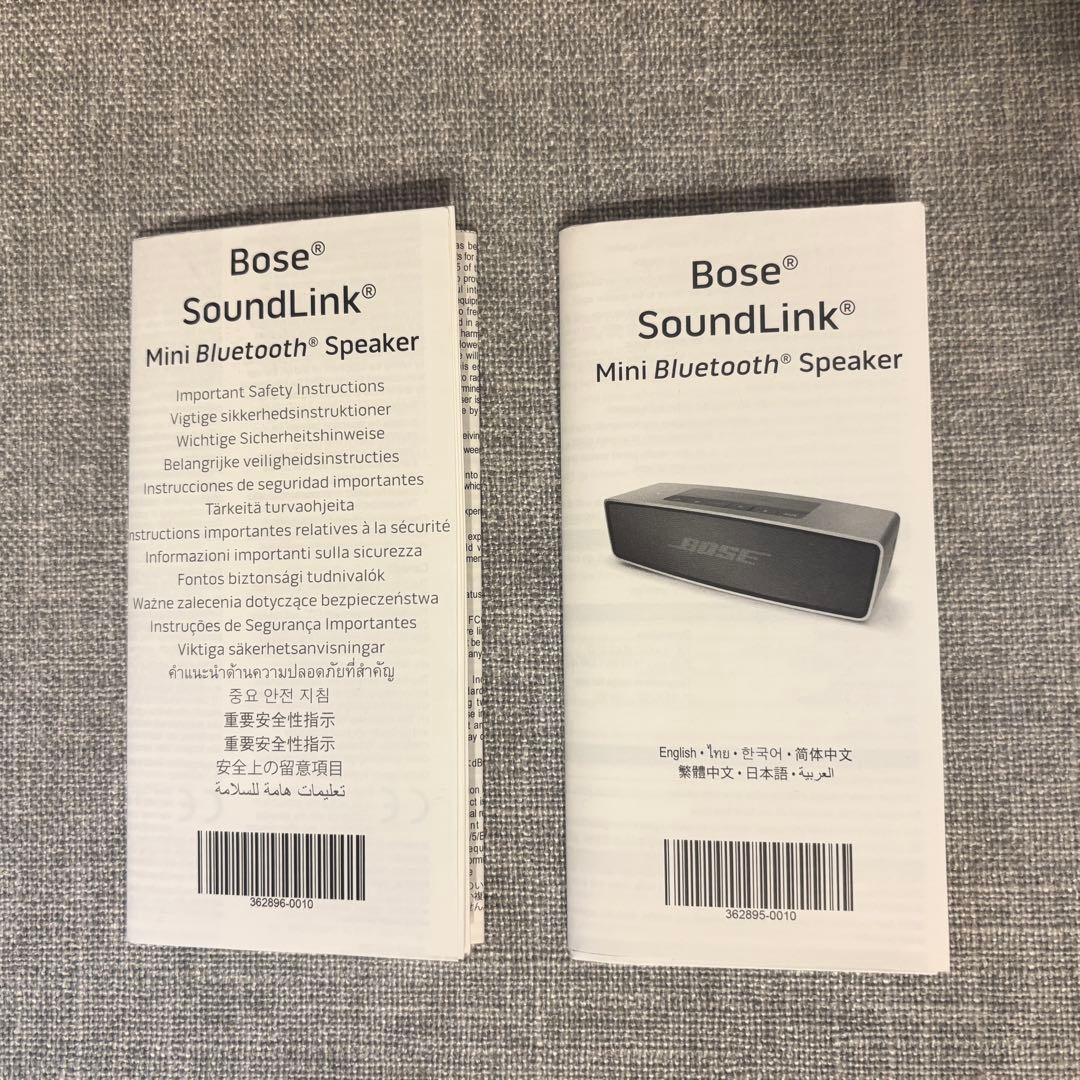 Bose®
SoundLink®
Mini Bluetooth® Speaker
Important Safety Instructions
Vigtige sikkerhedsinstruktioner
Wichtige Sicherheitshinweise
Belangrijke veiligheidsinstructies
Instrucciones de seguridad importantes
Tärkeitä turvaohjeita
nstructions importantes relatives à la sécurité
Informazioni importanti sulla sicurezza
Fontos biztonsági tudnivalók
Ważne zalecenia dotyczące bezpieczeństwa
Instruções de Segurança Importantes
Viktiga säkerhetsanvisningar
คำแนะนำด้านความปลอดภัยที่สำคัญ
중요 안전 지침
重要安全性指示
重要安全性指示
安全上の留意項目
تعليمات هامة للسلامة
362896-0010
Bose®
SoundLink®
Mini Bluetooth® Speaker
BOSE
English • ไทย • 한국어 • 简体中文
繁體中文 • 日本語 • العربية
362895-0010